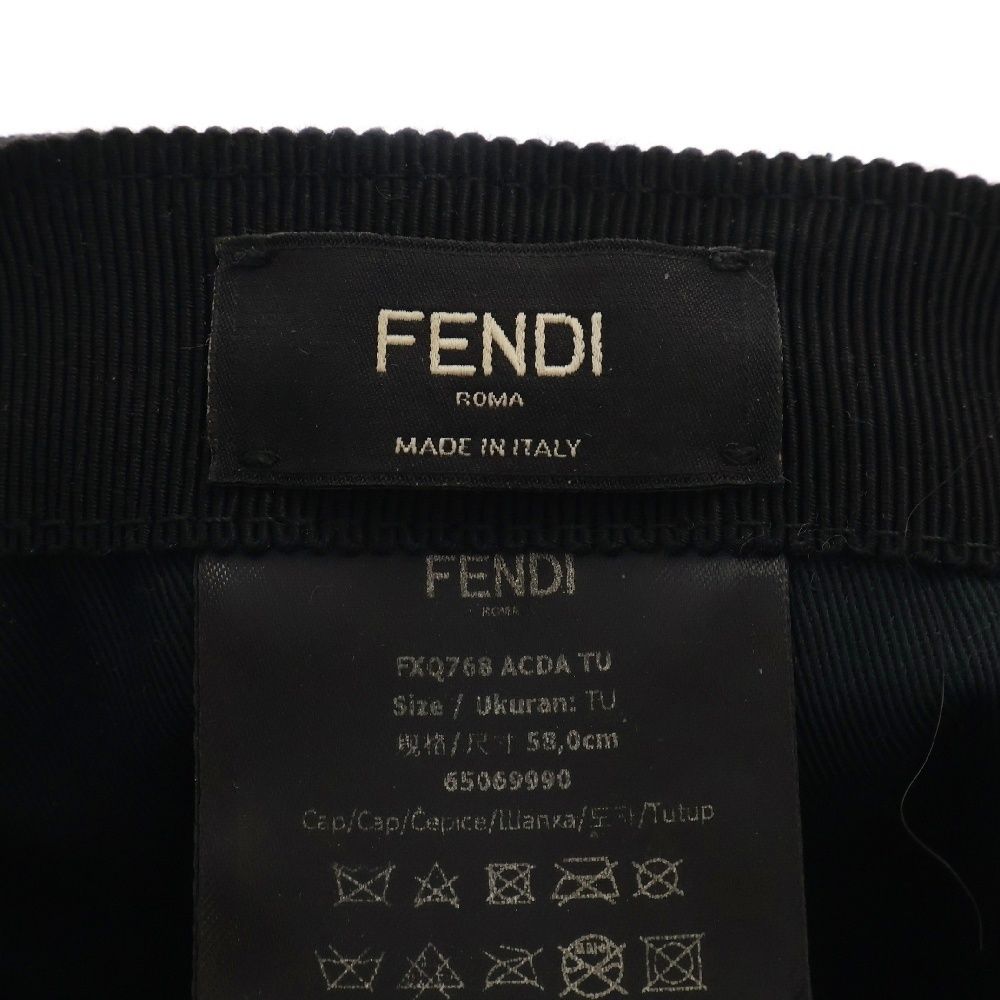 FENDI
ROMA
MADE IN ITALY
FENDI
ROMA
FXQ768 ACDA TU
Size / Ukuran: TU
规格/尺寸 58,0cm
65069990
Cap/Cap/Čepice/Шапка/모자/Tutup